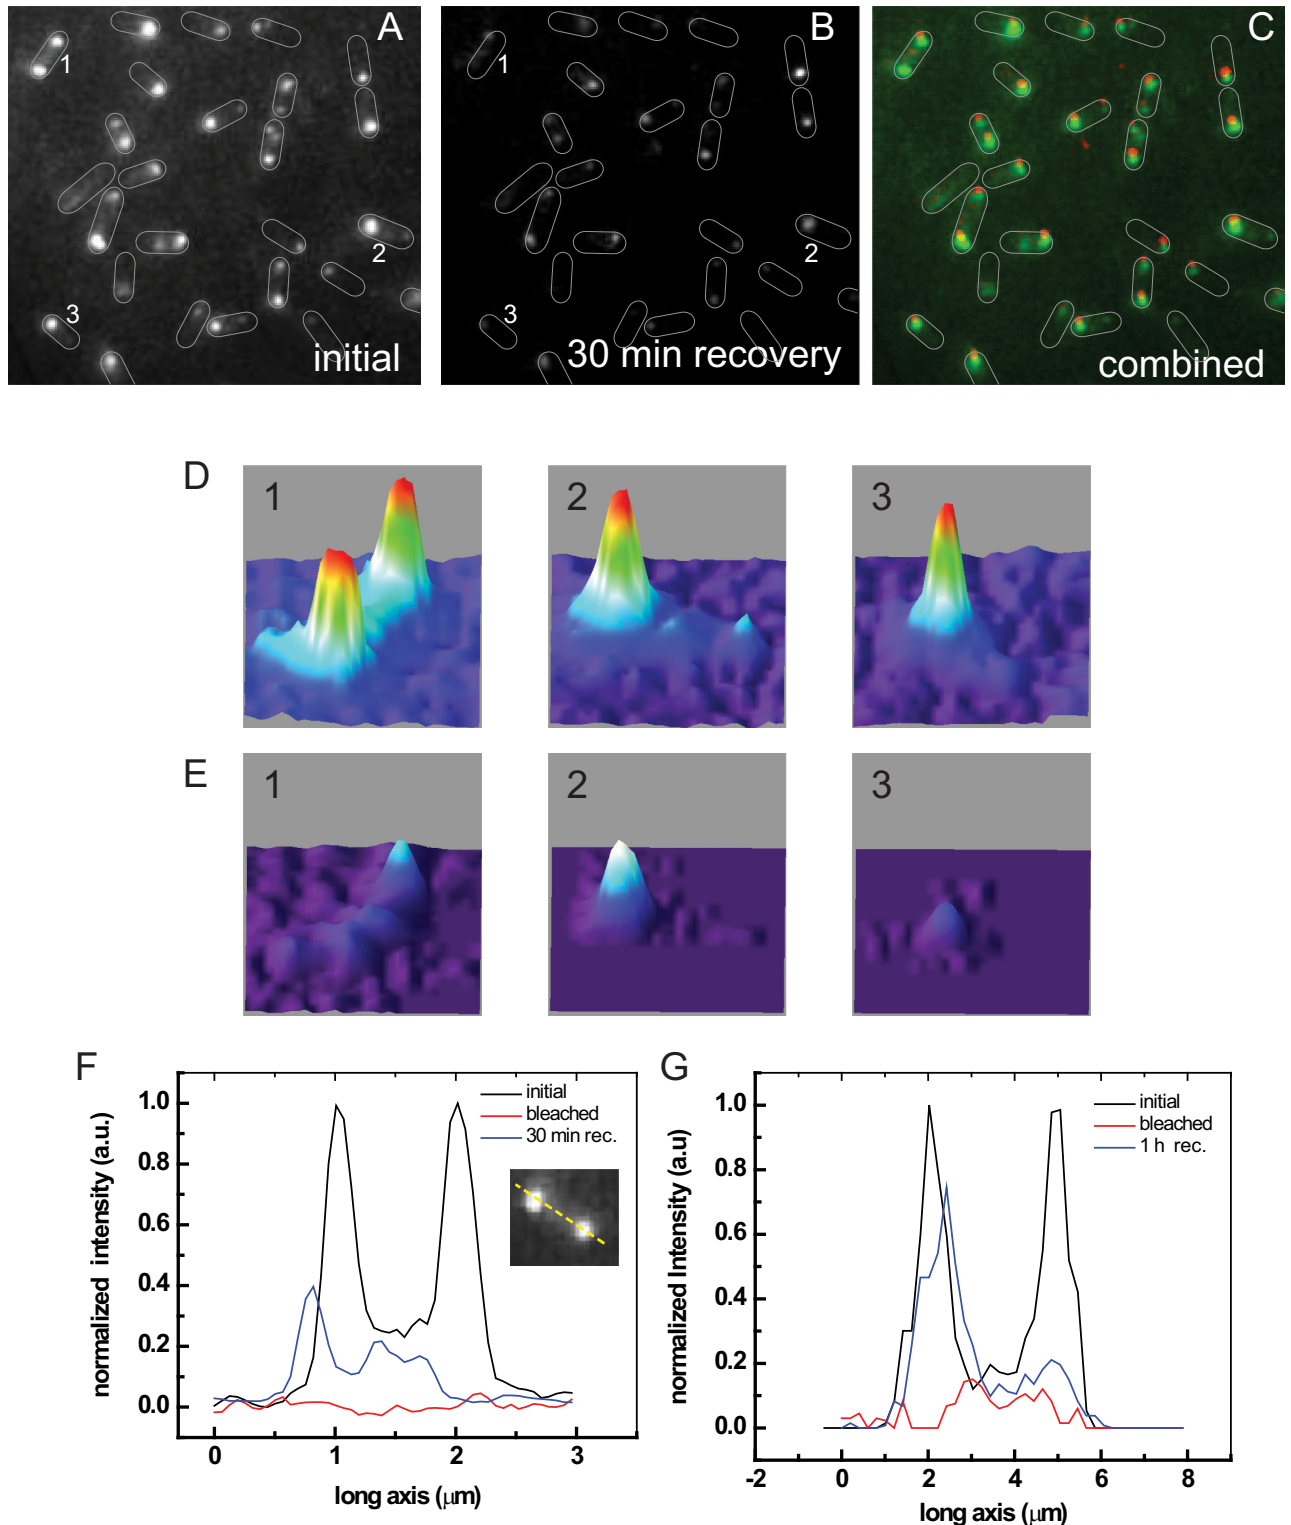 A
B
C
1
1
2
2
3
3
initial
30 min recovery
combined
D
1
2
3
E
1
2
3
F
G
initial
bleached
30 min rec.
initial
bleached
1 h rec.
normalized intensity (a.u.)
1.0
0.8
0.6
0.4
0.2
0.0
0
1
2
3
long axis (μm)
normalized Intensity (a.u)
1.0
0.8
0.6
0.4
0.2
0.0
-2
0
2
4
6
8
long axis (μm)